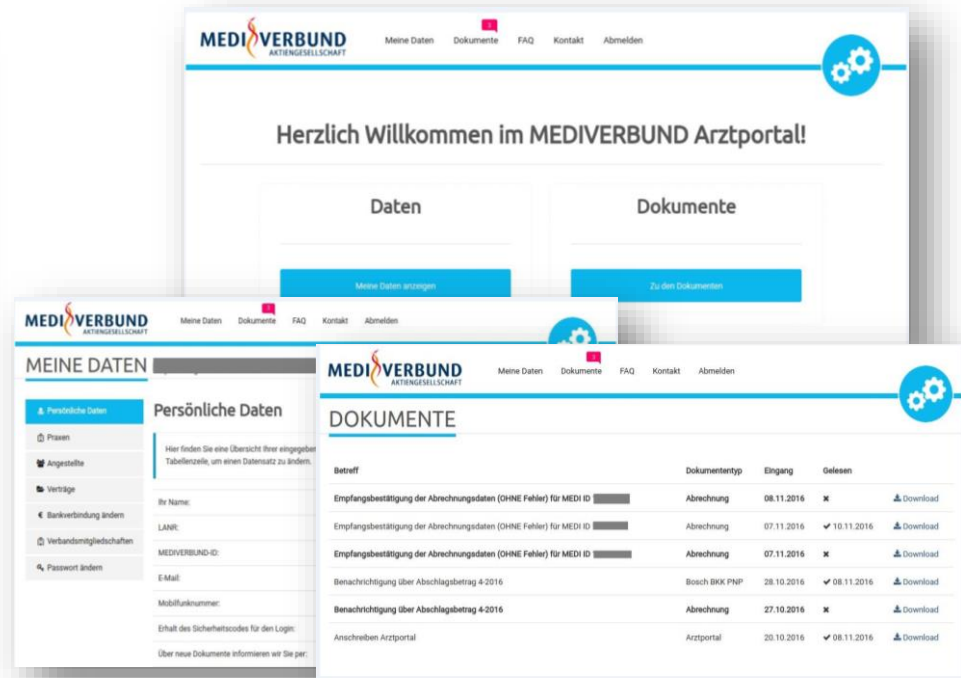 MEDIVERBUND
AKTIENGESELLSCHAFT
Meine Daten Dokumente FAQ Kontakt Abmelden
Herzlich Willkommen im MEDIVERBUND Arztportal!
Daten Dokumente
Meine Daten anzeigen Zu den Dokumenten
MEDIVERBUND
AKTIENGESELLSCHAFT
Meine Daten Dokumente FAQ Kontakt Abmelden
MEINE DATEN
Persönliche Daten
Praxen
Angestellte
Verträge
€ Bankverbindung ändern
Verbandsmitgliedschaften
Passwort ändern
Persönliche Daten
Hier finden Sie eine Übersicht Ihrer eingegeben
Tabellenzeile, um einen Datensatz zu ändern.
Ihr Name:
LANR:
MEDIVERBUND-ID:
E-Mail:
Mobilfunknummer:
Erhalt des Sicherheitscodes für den Login:
Über neue Dokumente informieren wir Sie per:
MEDIVERBUND
AKTIENGESELLSCHAFT
Meine Daten Dokumente FAQ Kontakt Abmelden
DOKUMENTE
Betreff Dokumententyp Eingang Gelesen
Empfangsbestätigung der Abrechnungsdaten (OHNE Fehler) für MEDI ID Abrechnung 08.11.2016 ✖ Download
Empfangsbestätigung der Abrechnungsdaten (OHNE Fehler) für MEDI ID Abrechnung 07.11.2016 ✔ 10.11.2016 Download
Empfangsbestätigung der Abrechnungsdaten (OHNE Fehler) für MEDI ID Abrechnung 07.11.2016 ✖ Download
Benachrichtigung über Abschlagsbetrag 4-2016 Bosch BKK PNP 28.10.2016 ✔ 08.11.2016 Download
Benachrichtigung über Abschlagsbetrag 4-2016 Abrechnung 27.10.2016 ✖ Download
Anschreiben Arztportal Arztportal 20.10.2016 ✔ 08.11.2016 Download